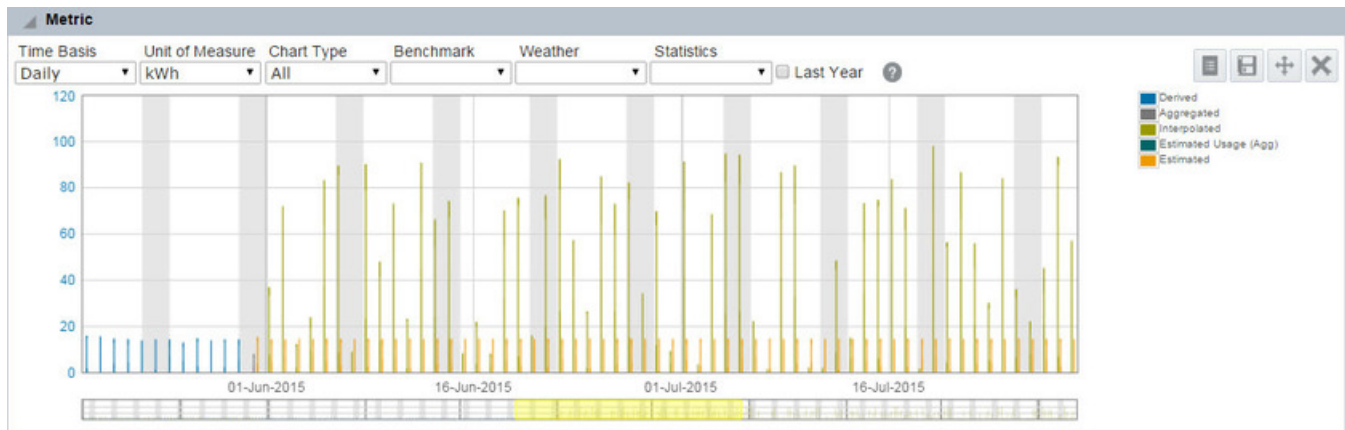 Metric
Time Basis Unit of Measure Chart Type Benchmark Weather Statistics
Daily kWh All Last Year ?
120
100
80
60
40
20
0
01-Jun-2015 16-Jun-2015 01-Jul-2015 16-Jul-2015
Derived
Aggregated
Interpolated
Estimated Usage (Agg)
Estimated